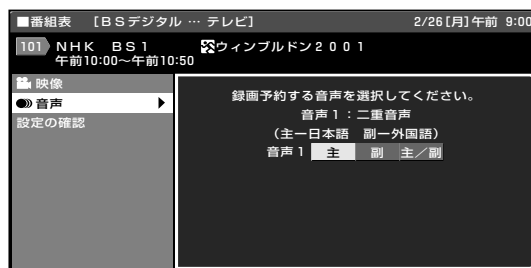 ■番組表 [BSデジタル … テレビ] 2/26[月]午前 9:00
101 NHK BS1 ウィンブルドン2001
午前10:00〜午前10:50
映像
音声
設定の確認
録画予約する音声を選択してください。
音声1:二重音声
(主ー日本語 副ー外国語)
音声1 主 副 主/副